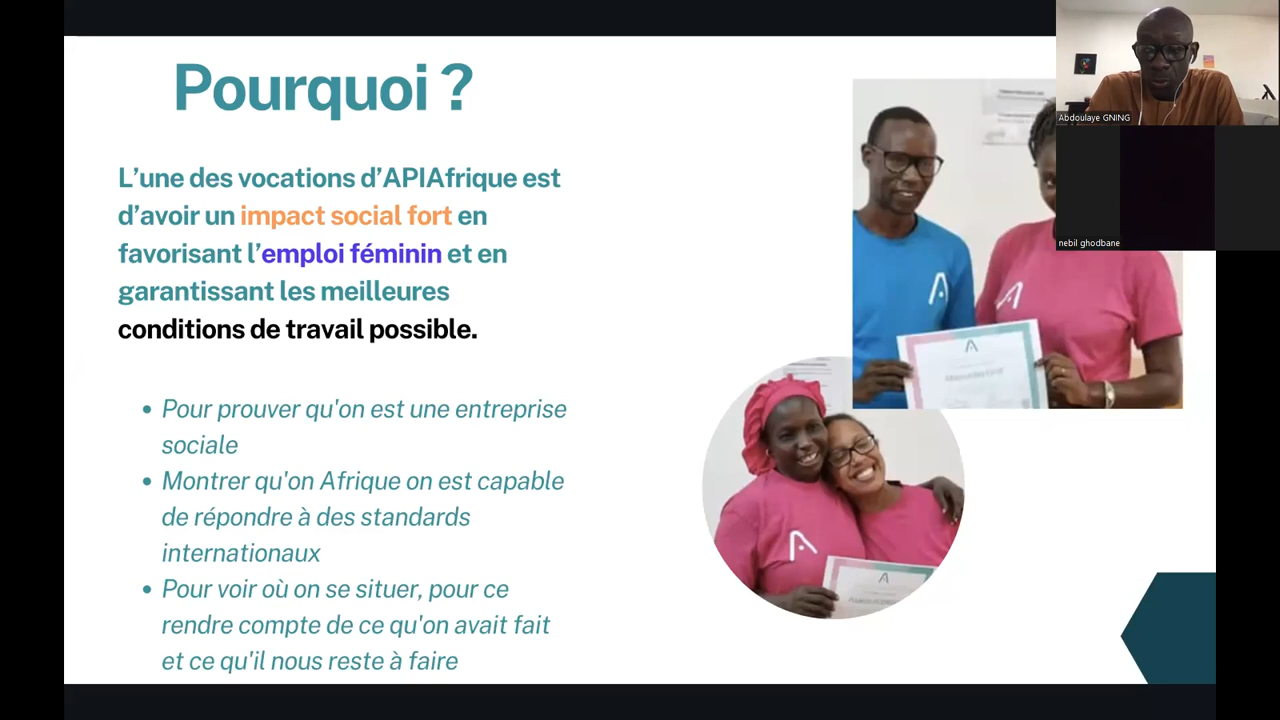 Pourquoi ?
L'une des vocations d'APIAfrique est
d'avoir un impact social fort en
favorisant l'emploi féminin et en
garantissant les meilleures
conditions de travail possible.
• Pour prouver qu'on est une entreprise
sociale
• Montrer qu'on Afrique on est capable
de répondre à des standards
internationaux
• Pour voir où on se situer, pour ce
rendre compte de ce qu'on avait fait
et ce qu'il nous reste à faire
Abdoulaye GNING
nebil ghodbane